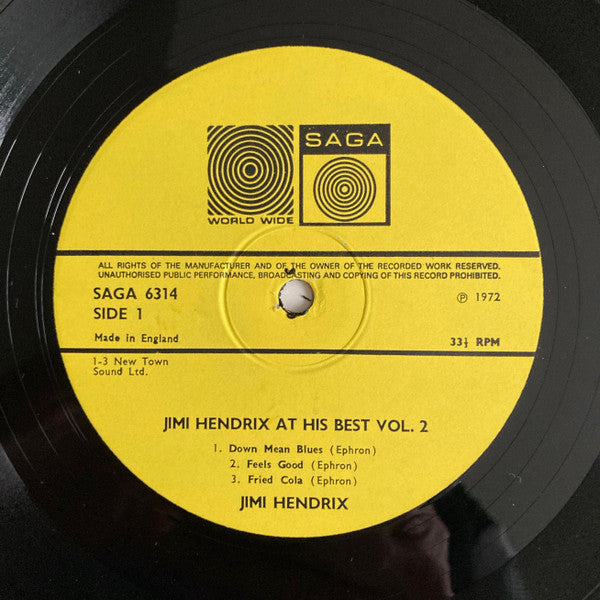 SAGA
WORLD WIDE
ALL RIGHTS OF THE MANUFACTURER AND OF THE OWNER OF THE RECORDED WORK RESERVED.
UNAUTHORISED PUBLIC PERFORMANCE, BROADCASTING AND COPYING OF THIS RECORD PROHIBITED.
SAGA 6314
Ⓟ 1972
SIDE 1
Made in England
33⅓ RPM
1-3 New Town
Sound Ltd.
JIMI HENDRIX AT HIS BEST VOL. 2
1. Down Mean Blues (Ephron)
2. Feels Good (Ephron)
3. Fried Cola (Ephron)
JIMI HENDRIX